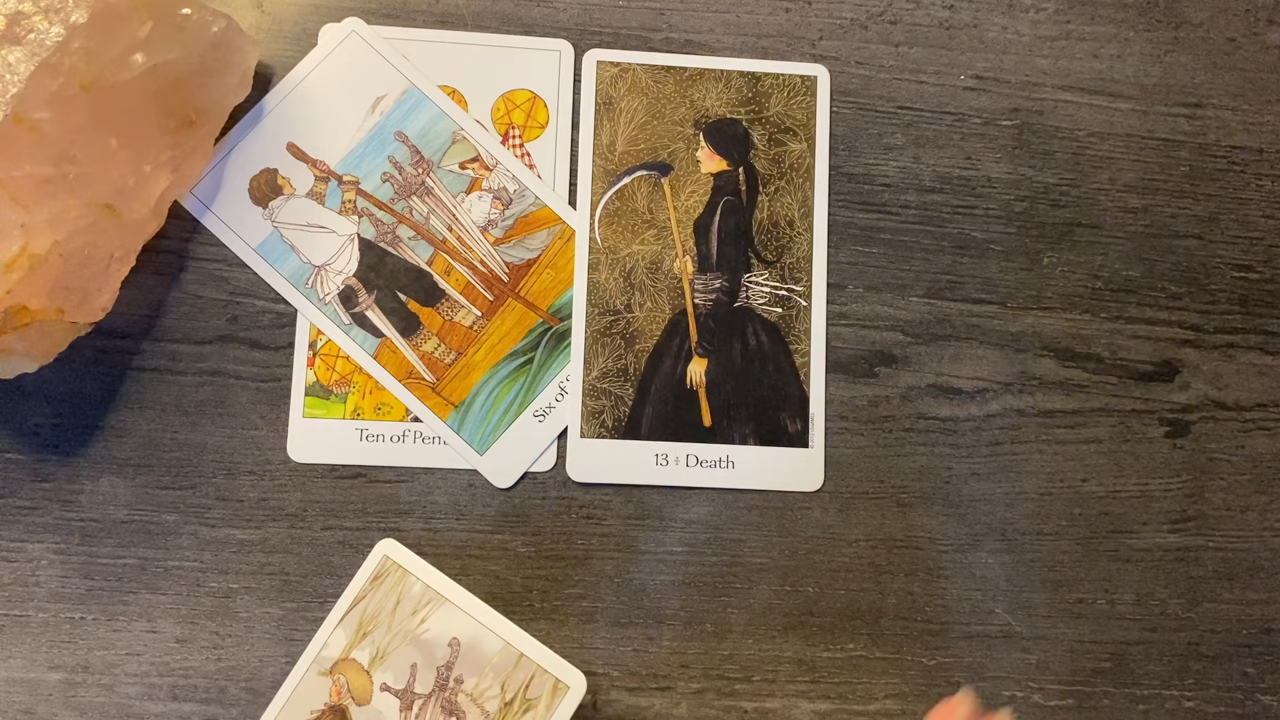 Ten of Pen
Six of
13 ÷ Death